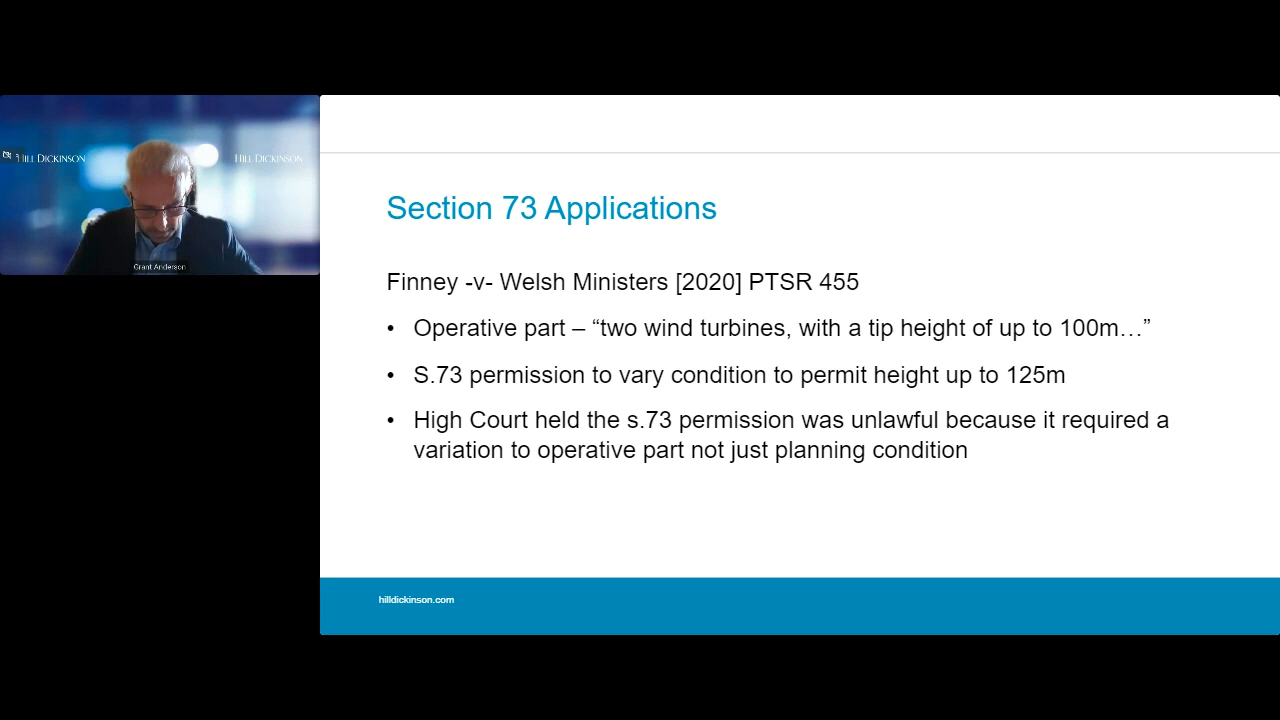 HILL DICKINSON
HILL DICKINSON
Grant Anderson
Section 73 Applications
Finney -v- Welsh Ministers [2020] PTSR 455
• Operative part – “two wind turbines, with a tip height of up to 100m…”
• S.73 permission to vary condition to permit height up to 125m
• High Court held the s.73 permission was unlawful because it required a
variation to operative part not just planning condition
hilldickinson.com